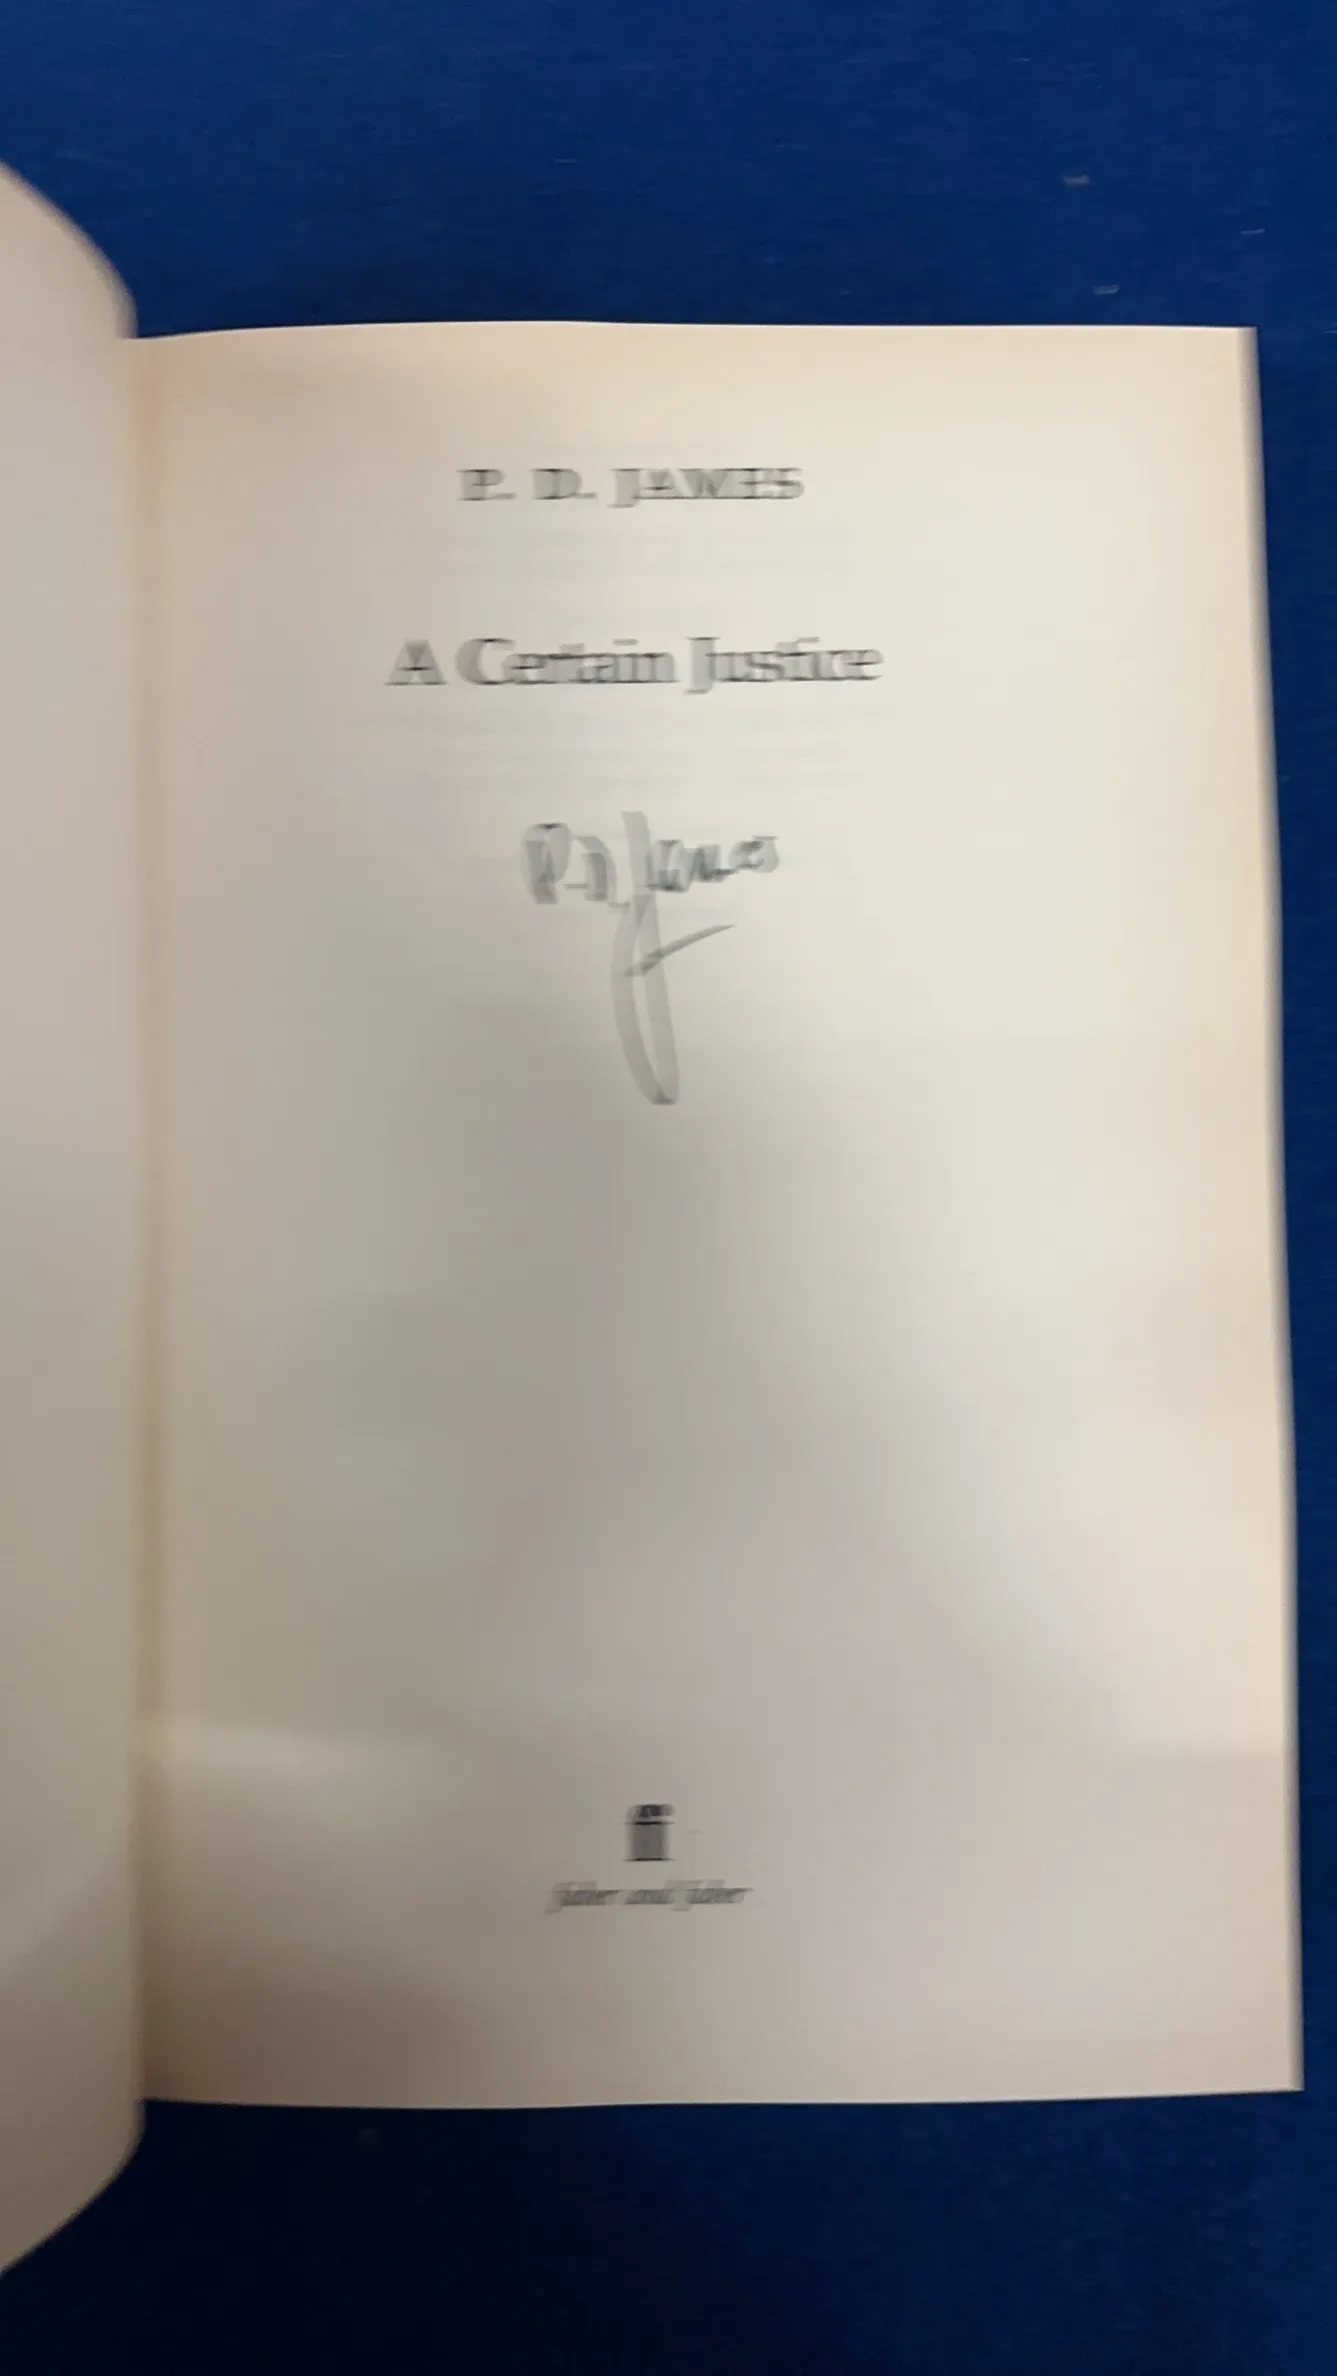 P. D. JAMES
A Certain Justice
P. D. James
ff
faber and faber